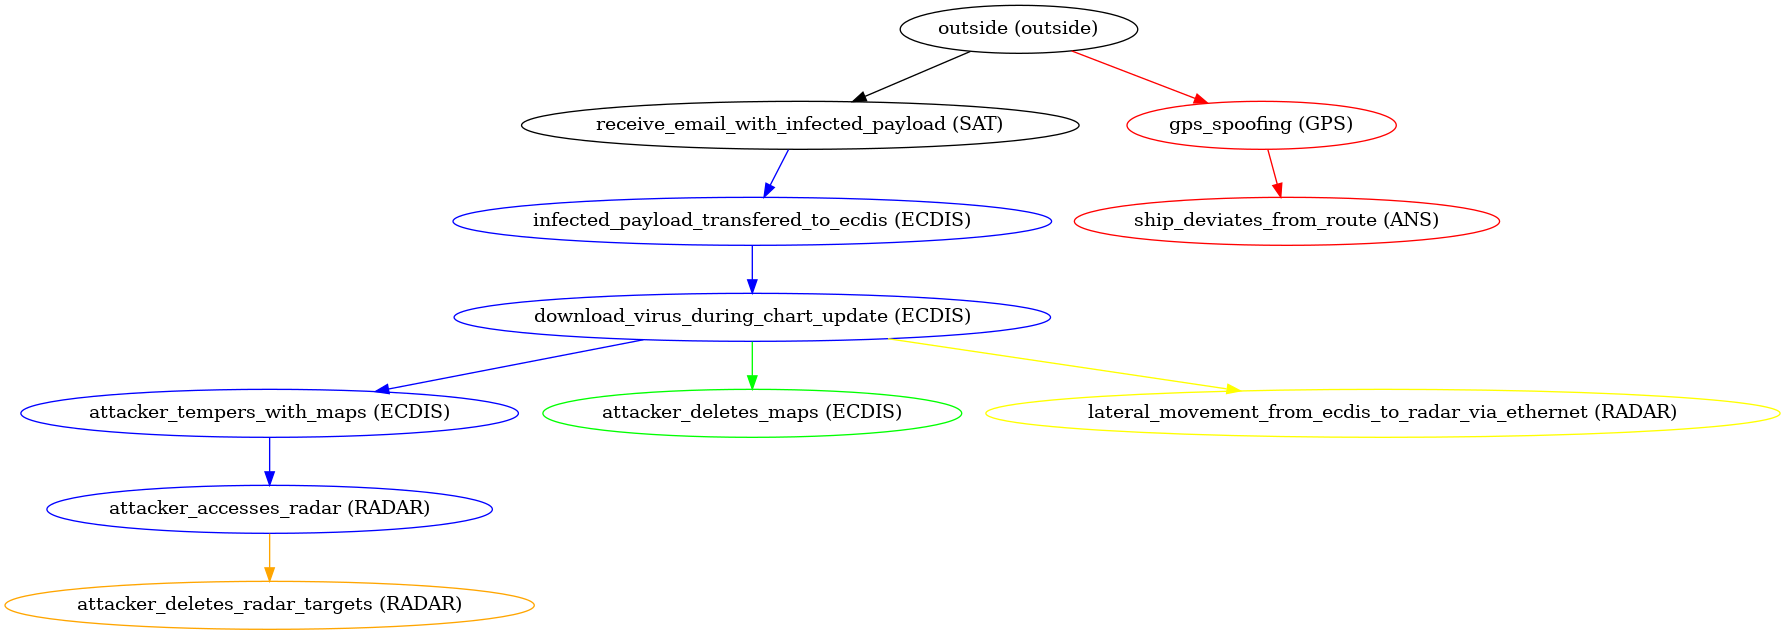 outside (outside)
receive_email_with_infected_payload (SAT)
gps_spoofing (GPS)
infected_payload_transfered_to_ecdis (ECDIS)
ship_deviates_from_route (ANS)
download_virus_during_chart_update (ECDIS)
attacker_tempers_with_maps (ECDIS)
attacker_deletes_maps (ECDIS)
lateral_movement_from_ecdis_to_radar_via_ethernet (RADAR)
attacker_accesses_radar (RADAR)
attacker_deletes_radar_targets (RADAR)